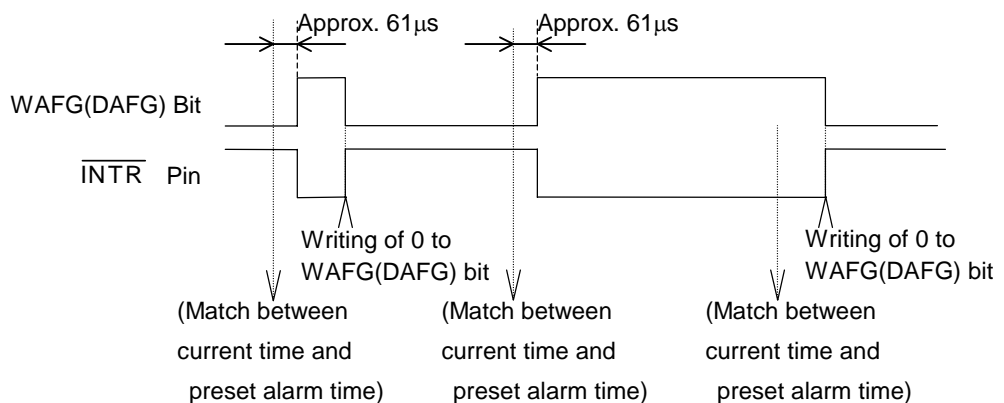 Approx. 61μs
Approx. 61μs
WAFG(DAFG) Bit
INTR Pin
Writing of 0 to
WAFG(DAFG) bit
Writing of 0 to
WAFG(DAFG) bit
(Match between
current time and
preset alarm time)
(Match between
current time and
preset alarm time)
(Match between
current time and
preset alarm time)